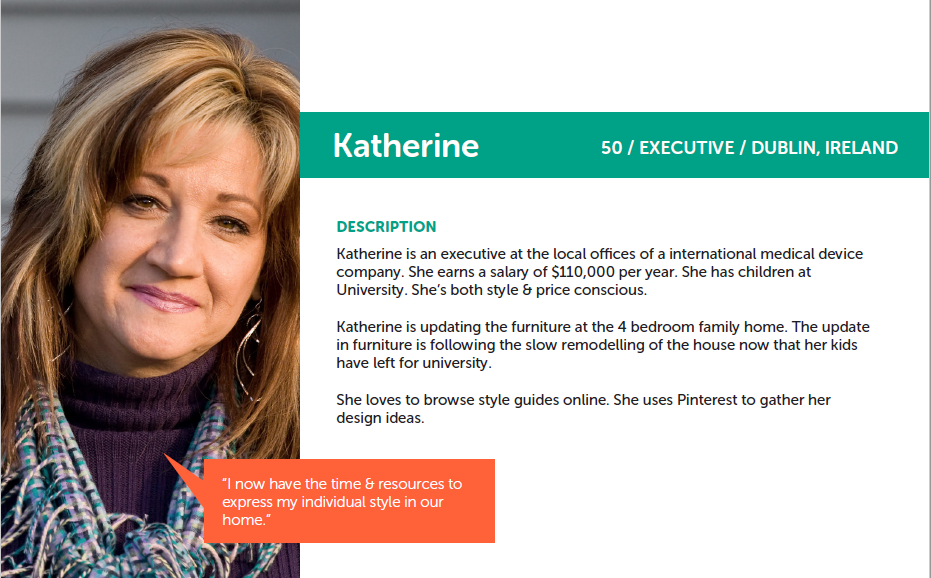 Katherine
50 / EXECUTIVE / DUBLIN, IRELAND
DESCRIPTION
Katherine is an executive at the local offices of a international medical device
company. She earns a salary of $110,000 per year. She has children at
University. She’s both style & price conscious.
Katherine is updating the furniture at the 4 bedroom family home. The update
in furniture is following the slow remodelling of the house now that her kids
have left for university.
She loves to browse style guides online. She uses Pinterest to gather her
design ideas.
“I now have the time & resources to
express my individual style in our
home.”